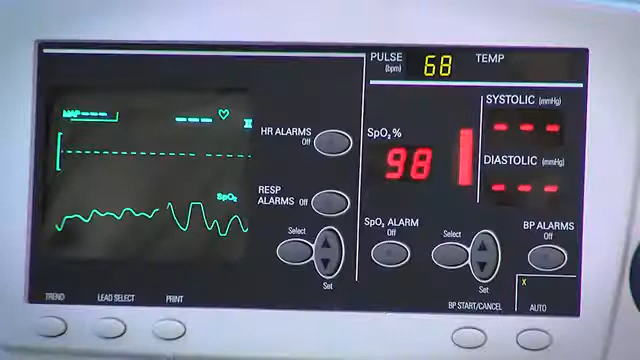 PULSE (bpm) 68 TEMP
SYSTOLIC (mmHg)
- - -
HR ALARMS
Off
SpO₂ %
98
DIASTOLIC (mmHg)
- - -
SpO₂
RESP ALARMS Off
SpO₂ ALARM
Off
BP ALARMS
Off
Select
Set
Select
Set
X
AUTO
TREND
LEAD SELECT
PRINT
BP START/CANCEL